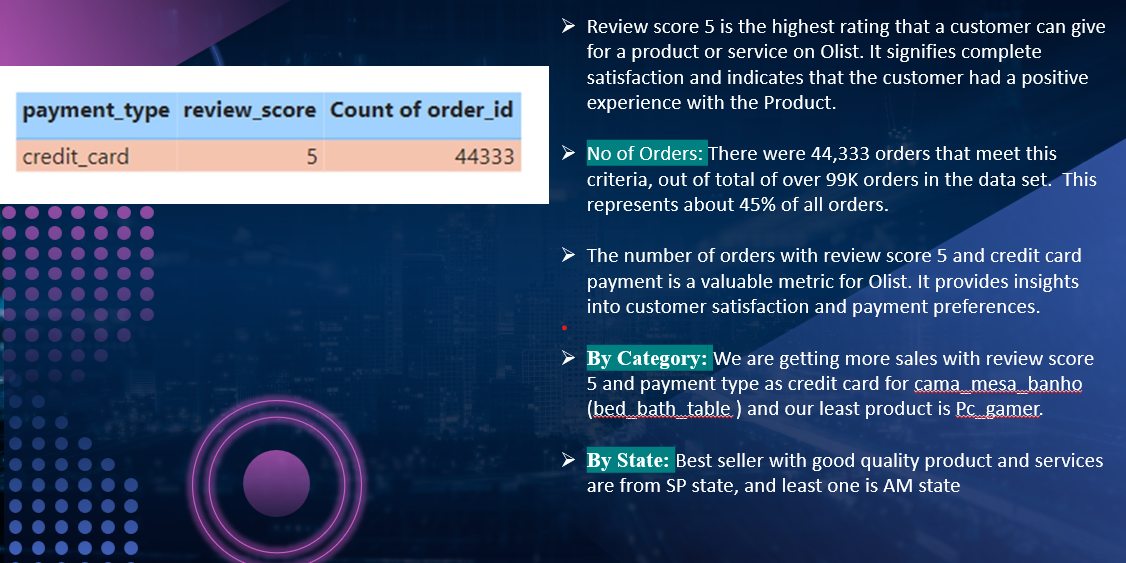 payment_type review_score Count of order_id
credit_card 5 44333
➢ Review score 5 is the highest rating that a customer can give
for a product or service on Olist. It signifies complete
satisfaction and indicates that the customer had a positive
experience with the Product.
➢ No of Orders: There were 44,333 orders that meet this
criteria, out of total of over 99K orders in the data set. This
represents about 45% of all orders.
➢ The number of orders with review score 5 and credit card
payment is a valuable metric for Olist. It provides insights
into customer satisfaction and payment preferences.
➢ By Category: We are getting more sales with review score
5 and payment type as credit card for cama_mesa_banho
(bed_bath_table ) and our least product is Pc_gamer.
➢ By State: Best seller with good quality product and services
are from SP state, and least one is AM state